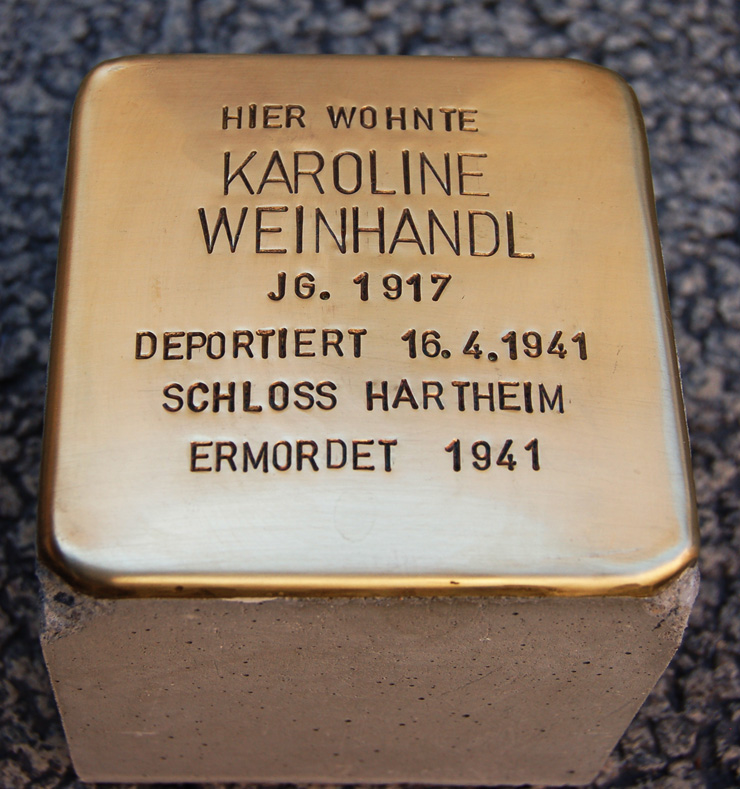 HIER WOHNTE
KAROLINE
WEINHANDL
JG. 1917
DEPORTIERT 16.4.1941
SCHLOSS HARTHEIM
ERMORDET 1941